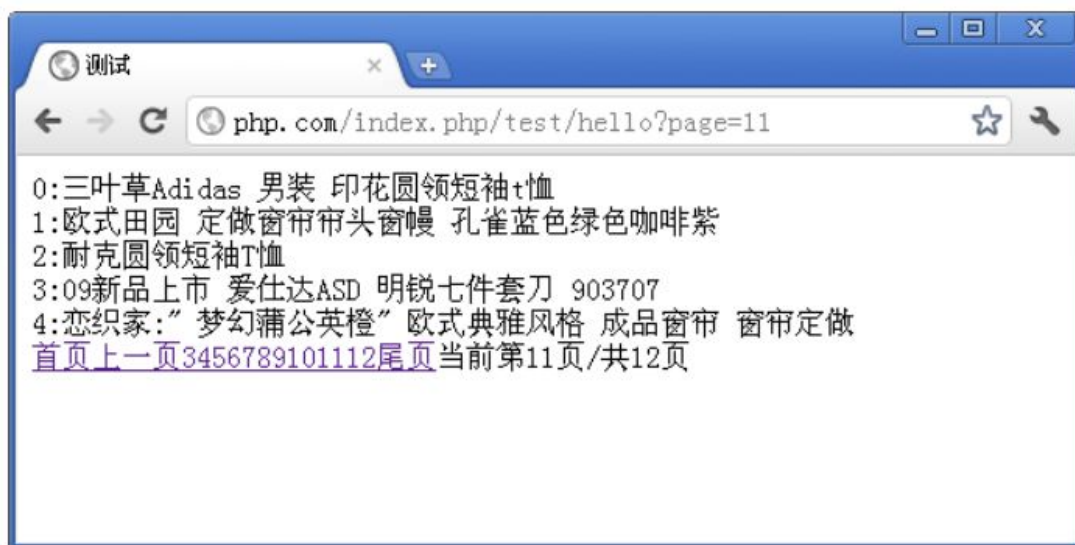 测试
php.com/index.php/test/hello?page=11
0:三叶草Adidas 男装 印花圆领短袖t恤
1:欧式田园 定做窗帘帘头窗幔 孔雀蓝色绿色咖啡紫
2:耐克圆领短袖T恤
3:09新品上市 爱仕达ASD 明锐七件套刀 903707
4:恋织家:"梦幻蒲公英橙"欧式典雅风格 成品窗帘 窗帘定做
首页上一页3456789101112尾页当前第11页/共12页